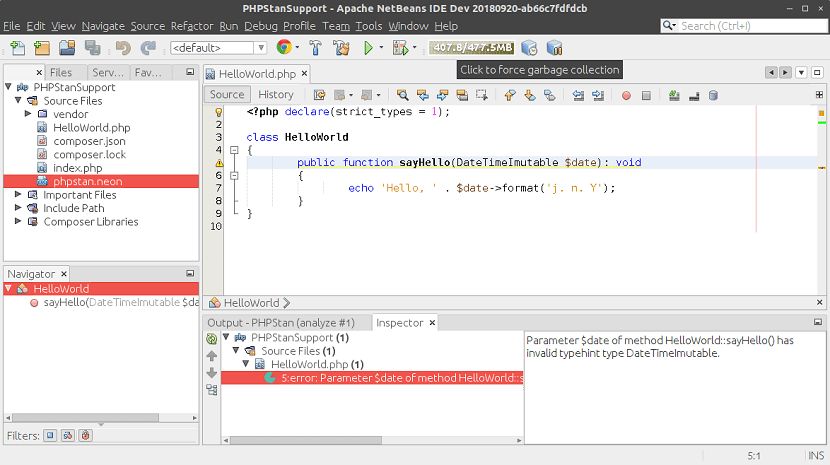 PHPStanSupport - Apache NetBeans IDE Dev 20180920-ab66c7fdfdcb
File Edit View Navigate Source Refactor Run Debug Profile Team Tools Window Help
Search (Ctrl+I)
<default>
407.8/477.5MB
Click to force garbage collection
Files Serv... Fav...
PHPStanSupport
Source Files
vendor
HelloWorld.php
composer.json
composer.lock
index.php
phpstan.neon
Important Files
Include Path
Composer Libraries
Navigator
HelloWorld
sayHello(DateTimeImutable $da
Filters:
HelloWorld.php
Source History
1 <?php declare(strict_types = 1);
2
3 class HelloWorld
4 {
public function sayHello(DateTimeImutable $date): void
6 {
7 echo 'Hello, ' . $date->format('j. n. Y');
8 }
9 }
10
HelloWorld
Output - PHPStan (analyze #1) Inspector
PHPStanSupport (1)
Source Files (1)
HelloWorld.php (1)
5:error: Parameter $date of method HelloWorld::s
Parameter $date of method HelloWorld::sayHello() has
invalid typehint type DateTimeImutable.
5:1 INS